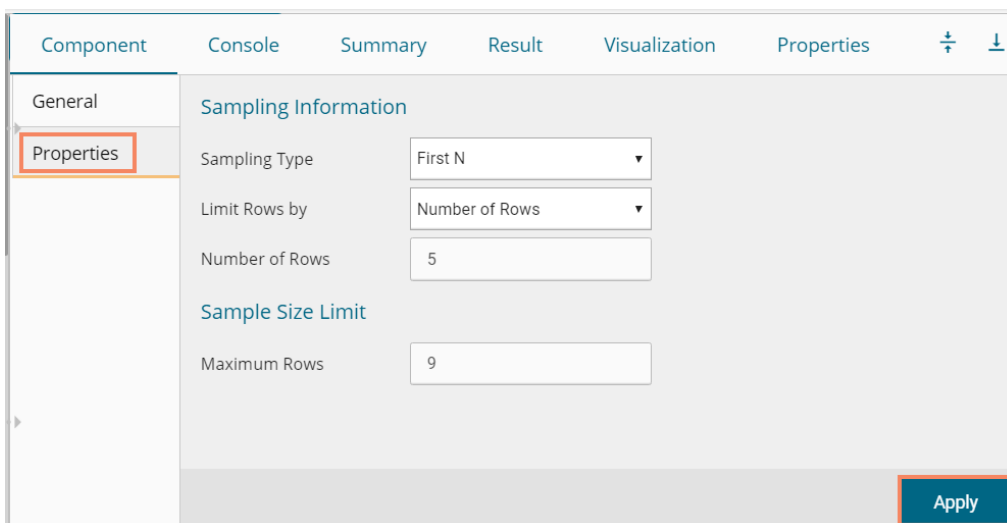 Component Console Summary Result Visualization Properties
General
Properties
Sampling Information
Sampling Type First N
Limit Rows by Number of Rows
Number of Rows 5
Sample Size Limit
Maximum Rows 9
Apply